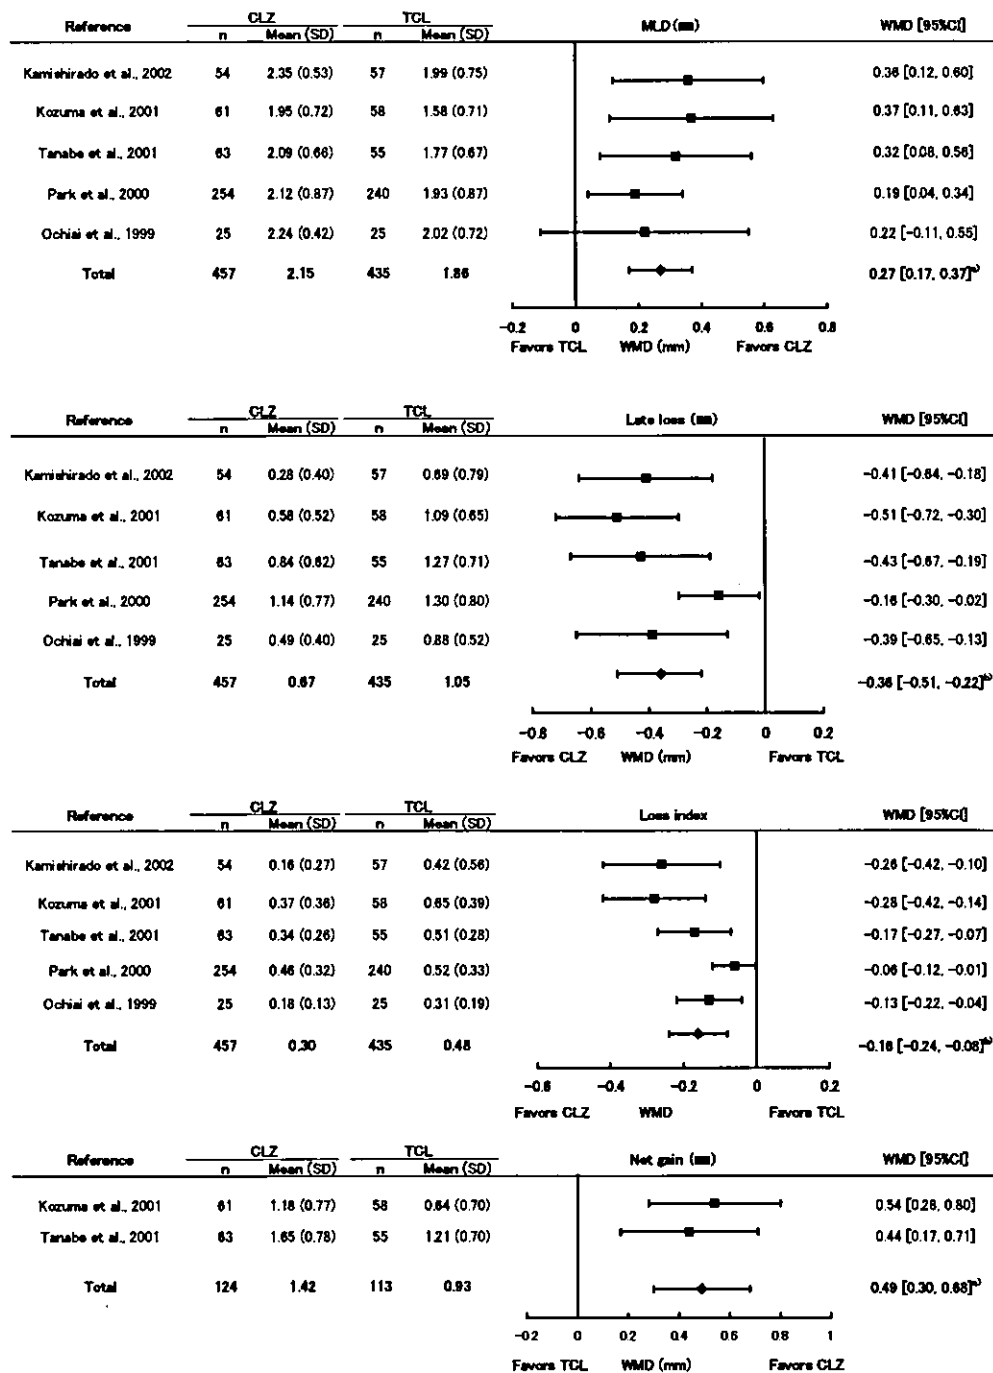 Reference CLZ TCL MLD (mm) WMD [95%CI]
n Mean (SD) n Mean (SD)
Kamishirado et al., 2002 54 2.35 (0.53) 57 1.99 (0.75) 0.36 [0.12, 0.60]
Kozuma et al., 2001 61 1.95 (0.72) 58 1.58 (0.71) 0.37 [0.11, 0.63]
Tanabe et al., 2001 63 2.09 (0.66) 55 1.77 (0.67) 0.32 [0.08, 0.56]
Park et al., 2000 254 2.12 (0.87) 240 1.93 (0.87) 0.19 [0.04, 0.34]
Ochiai et al., 1999 25 2.24 (0.42) 25 2.02 (0.72) 0.22 [-0.11, 0.55]
Total 457 2.15 435 1.86 0.27 [0.17, 0.37]a)
-0.2 0 0.2 0.4 0.6 0.8
Favors TCL WMD (mm) Favors CLZ
Reference CLZ TCL Late loss (mm) WMD [95%CI]
n Mean (SD) n Mean (SD)
Kamishirado et al., 2002 54 0.28 (0.40) 57 0.69 (0.79) -0.41 [-0.64, -0.18]
Kozuma et al., 2001 61 0.58 (0.52) 58 1.09 (0.65) -0.51 [-0.72, -0.30]
Tanabe et al., 2001 63 0.84 (0.62) 55 1.27 (0.71) -0.43 [-0.67, -0.19]
Park et al., 2000 254 1.14 (0.77) 240 1.30 (0.80) -0.16 [-0.30, -0.02]
Ochiai et al., 1999 25 0.49 (0.40) 25 0.88 (0.52) -0.39 [-0.65, -0.13]
Total 457 0.67 435 1.05 -0.36 [-0.51, -0.22]b)
-0.8 -0.6 -0.4 -0.2 0 0.2
Favors CLZ WMD (mm) Favors TCL
Reference CLZ TCL Loss index WMD [95%CI]
n Mean (SD) n Mean (SD)
Kamishirado et al., 2002 54 0.16 (0.27) 57 0.42 (0.56) -0.26 [-0.42, -0.10]
Kozuma et al., 2001 61 0.37 (0.36) 58 0.65 (0.39) -0.28 [-0.42, -0.14]
Tanabe et al., 2001 63 0.34 (0.26) 55 0.51 (0.28) -0.17 [-0.27, -0.07]
Park et al., 2000 254 0.46 (0.32) 240 0.52 (0.33) -0.06 [-0.12, -0.01]
Ochiai et al., 1999 25 0.18 (0.13) 25 0.31 (0.19) -0.13 [-0.22, -0.04]
Total 457 0.30 435 0.48 -0.16 [-0.24, -0.08]b)
-0.6 -0.4 -0.2 0 0.2
Favors CLZ WMD Favors TCL
Reference CLZ TCL Net gain (mm) WMD [95%CI]
n Mean (SD) n Mean (SD)
Kozuma et al., 2001 61 1.18 (0.77) 58 0.64 (0.70) 0.54 [0.28, 0.80]
Tanabe et al., 2001 63 1.65 (0.78) 55 1.21 (0.70) 0.44 [0.17, 0.71]
Total 124 1.42 113 0.93 0.49 [0.30, 0.68]a)
-0.2 0 0.2 0.4 0.6 0.8 1
Favors TCL WMD (mm) Favors CLZ